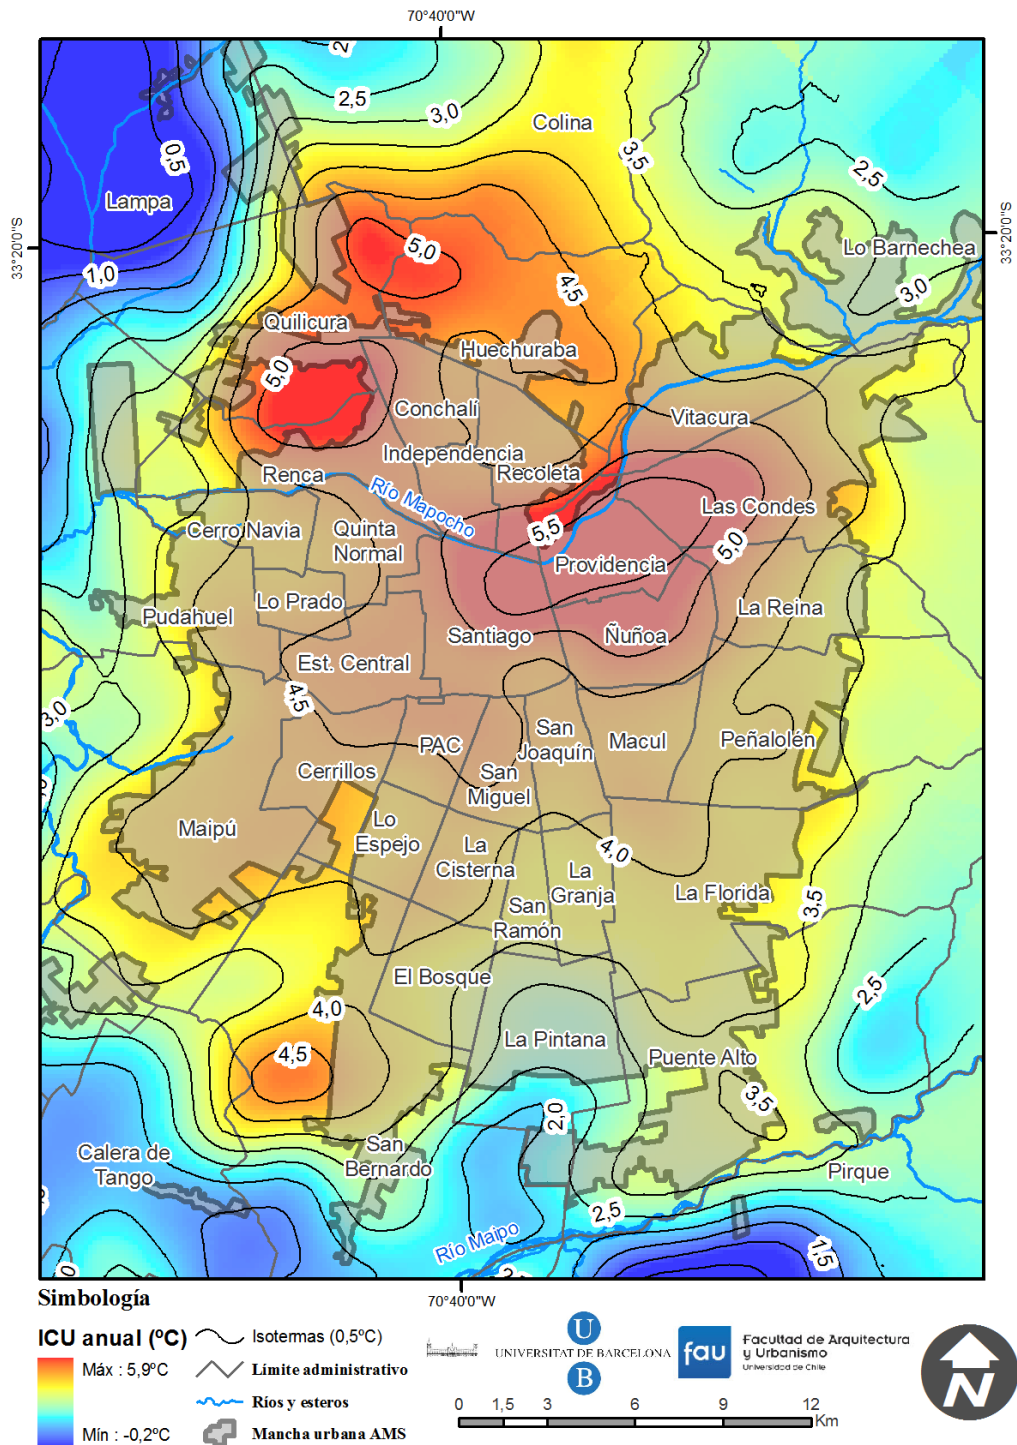 70°40'0"W
2
2,5
3,0
Colina
3,5
0,5
2,5
Lampa
33°20'0"S
33°20'0"S
5,0
Lo Barnechea
1,0
4,5
3,0
Quilicura
Huechuraba
5,0
Conchalí
Vitacura
Independencia
Recoleta
Renca
Río Mapocho
Las Condes
Cerro Navia
Quinta
Normal
5,5
5,0
Providencia
Lo Prado
Pudahuel
La Reina
Santiago
Ñuñoa
Est. Central
4,5
3,0
PAC
San
Joaquín
Macul
Peñalolén
Cerrillos
San
Miguel
Maipú
Lo
Espejo
La
Cisterna
4,0
La
Granja
La Florida
3,5
San
Ramón
El Bosque
2,5
4,0
La Pintana
4,5
Puente Alto
3,5
2,0
Calera de
Tango
San
Bernardo
Pirque
2,5
Río Maipo
1,5
0
2,
70°40'0"W
Simbología
ICU anual (ºC)
Máx : 5,9ºC
Mín : -0,2ºC
Isotermas (0,5ºC)
Límite administrativo
Ríos y esteros
Mancha urbana AMS
U
UNIVERSITAT DE BARCELONA
B
fau
Facultad de Arquitectura
y Urbanismo
Universidad de Chile
N
0 1,5 3 6 9 12
Km